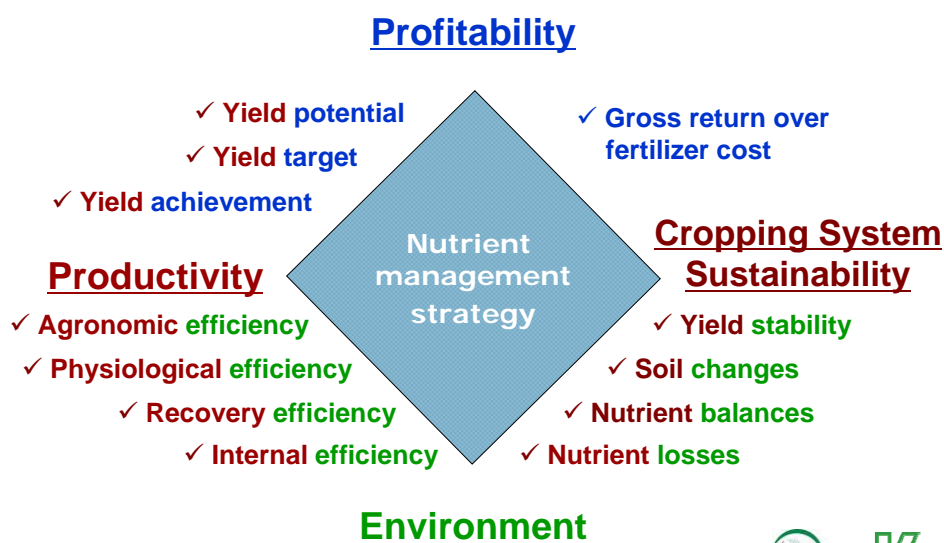 Profitability
✓ Yield potential
✓ Yield target
✓ Yield achievement
✓ Gross return over
fertilizer cost
Nutrient
management
strategy
Productivity
✓ Agronomic efficiency
✓ Physiological efficiency
✓ Recovery efficiency
✓ Internal efficiency
Cropping System
Sustainability
✓ Yield stability
✓ Soil changes
✓ Nutrient balances
✓ Nutrient losses
Environment